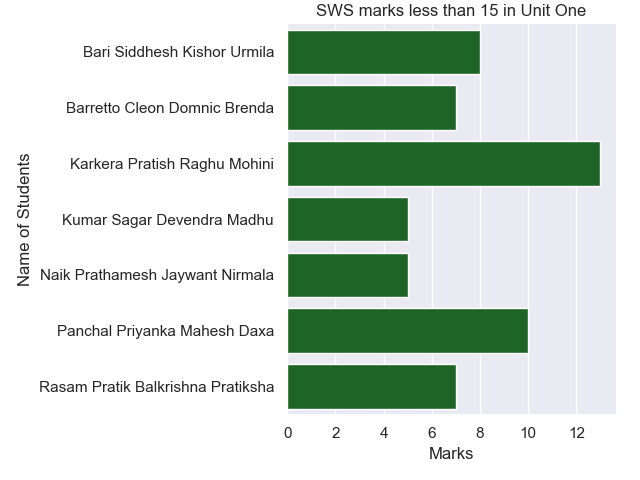 SWS marks less than 15 in Unit One
Name of Students
Bari Siddhesh Kishor Urmila
Barretto Cleon Domnic Brenda
Karkera Pratish Raghu Mohini
Kumar Sagar Devendra Madhu
Naik Prathamesh Jaywant Nirmala
Panchal Priyanka Mahesh Daxa
Rasam Pratik Balkrishna Pratiksha
0 2 4 6 8 10 12
Marks